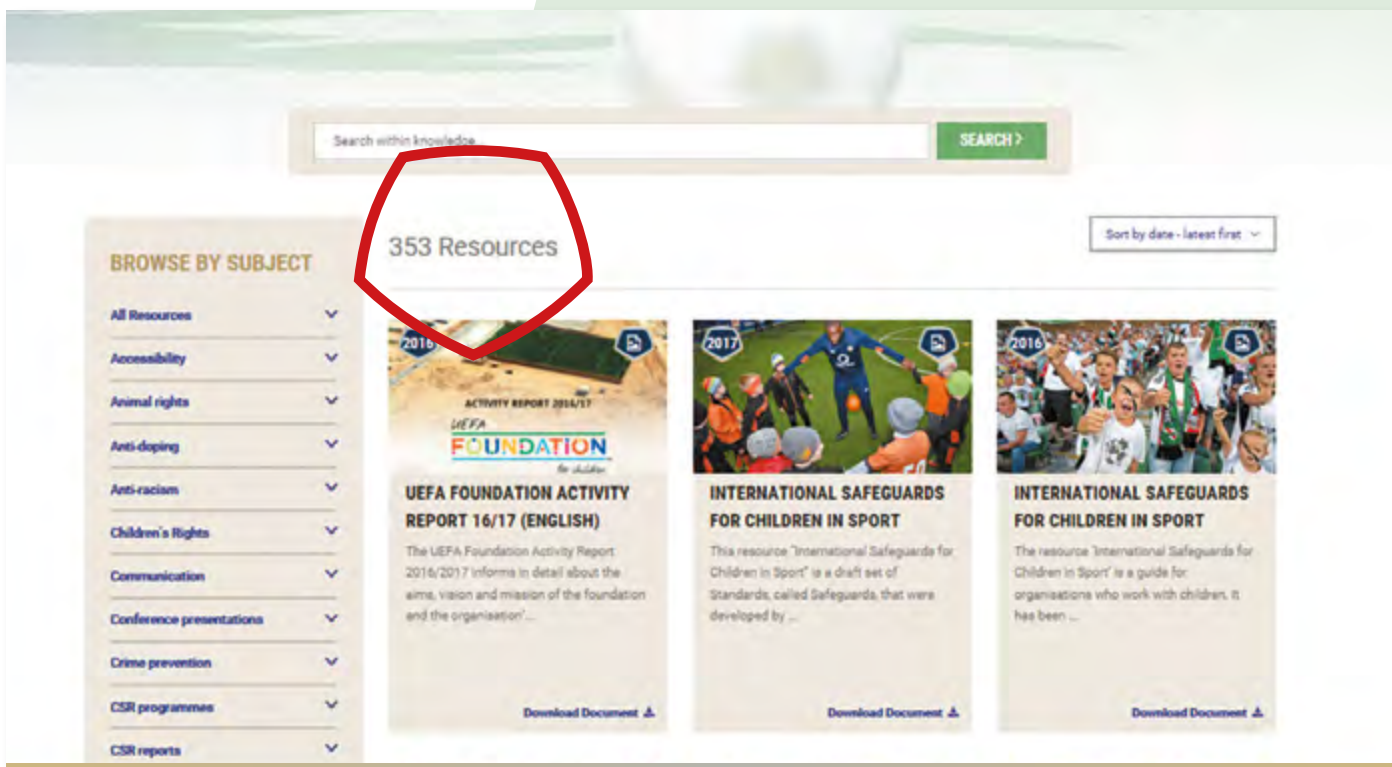 Search within knowledge...
SEARCH >
BROWSE BY SUBJECT
All Resources
Accessibility
Animal rights
Anti-doping
Anti-racism
Children's Rights
Communication
Conference presentations
Crime prevention
CSR programmes
CSR reports
353 Resources
Sort by date - latest first
2016
ACTIVITY REPORT 2016/17
UEFA
FOUNDATION
for children
UEFA FOUNDATION ACTIVITY
REPORT 16/17 (ENGLISH)
The UEFA Foundation Activity Report
2016/2017 informs in detail about the
aims, vision and mission of the foundation
and the organisation'...
Download Document
2017
INTERNATIONAL SAFEGUARDS
FOR CHILDREN IN SPORT
This resource "International Safeguards for
Children in Sport" is a draft set of
Standards, called Safeguards, that were
developed by ...
Download Document
2016
INTERNATIONAL SAFEGUARDS
FOR CHILDREN IN SPORT
The resource "International Safeguards for
Children in Sport" is a guide for
organisations who work with children. It
has been ...
Download Document